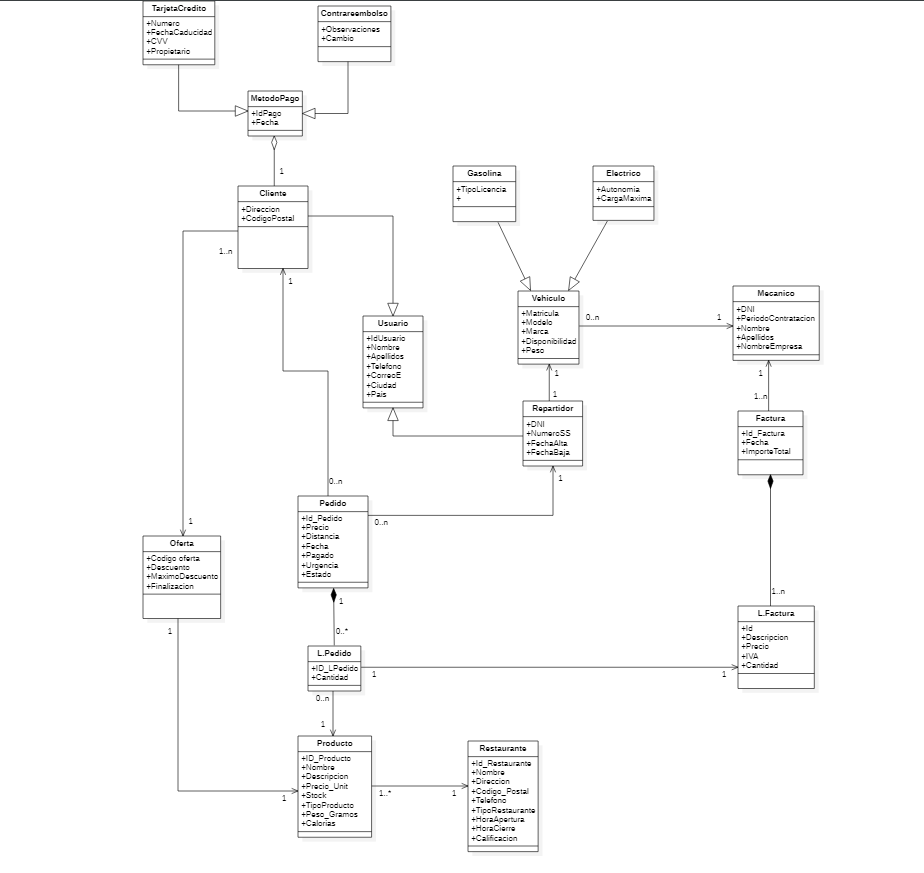 TarjetaCredito
+Numero
+FechaCaducidad
+CVV
+Propietario
Contrareembolso
+Observaciones
+Cambio
MetodoPago
+IdPago
+Fecha
1
Cliente
+Direccion
+CodigoPostal
1..n
1
Gasolina
+TipoLicencia
+
Electrico
+Autonomia
+CargaMaxima
Vehiculo
+Matricula
+Modelo
+Marca
+Disponibilidad
+Peso
0..n
1
Mecanico
+DNI
+PeriodoContratacion
+Nombre
+Apellidos
+NombreEmpresa
Usuario
+IdUsuario
+Nombre
+Apellidos
+Telefono
+CorreoE
+Ciudad
+Pais
1
1
Repartidor
+DNI
+NumeroSS
+FechaAlta
+FechaBaja
1
1
1..n
Factura
+Id_Factura
+Fecha
+ImporteTotal
0..n
Pedido
+Id_Pedido
+Precio
+Distancia
+Fecha
+Pagado
+Urgencia
+Estado
0..n
1
Oferta
+Codigo oferta
+Descuento
+MaximoDescuento
+Finalizacion
1
1
0..*
1..n
L.Factura
+Id
+Descripcion
+Precio
+IVA
+Cantidad
L.Pedido
+ID_LPedido
+Cantidad
1
1
0..n
1
Producto
+ID_Producto
+Nombre
+Descripcion
+Precio_Unit
+Stock
+TipoProducto
+Peso_Gramos
+Calorias
1
1..*
1
Restaurante
+Id_Restaurante
+Nombre
+Direccion
+Codigo_Postal
+Telefono
+TipoRestaurante
+HoraApertura
+HoraCierre
+Calificacion